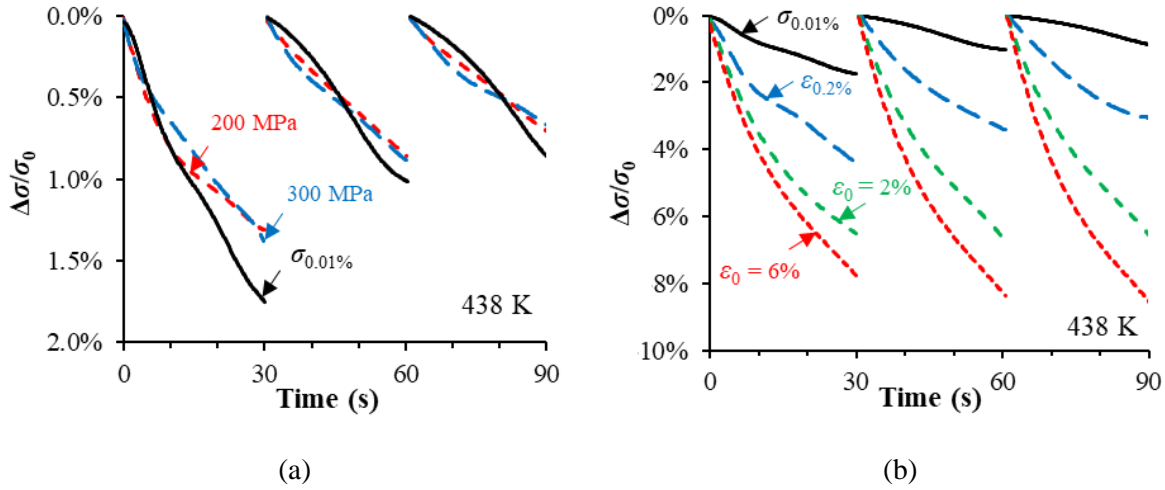 0.0%
0.5%
1.0%
1.5%
2.0%
Δσ/σ0
200 MPa
300 MPa
σ0.01%
438 K
0 30 60 90
Time (s)
(a)
0%
2%
4%
6%
8%
10%
Δσ/σ0
σ0.01%
ε0.2%
ε0 = 2%
ε0 = 6%
438 K
0 30 60 90
Time (s)
(b)